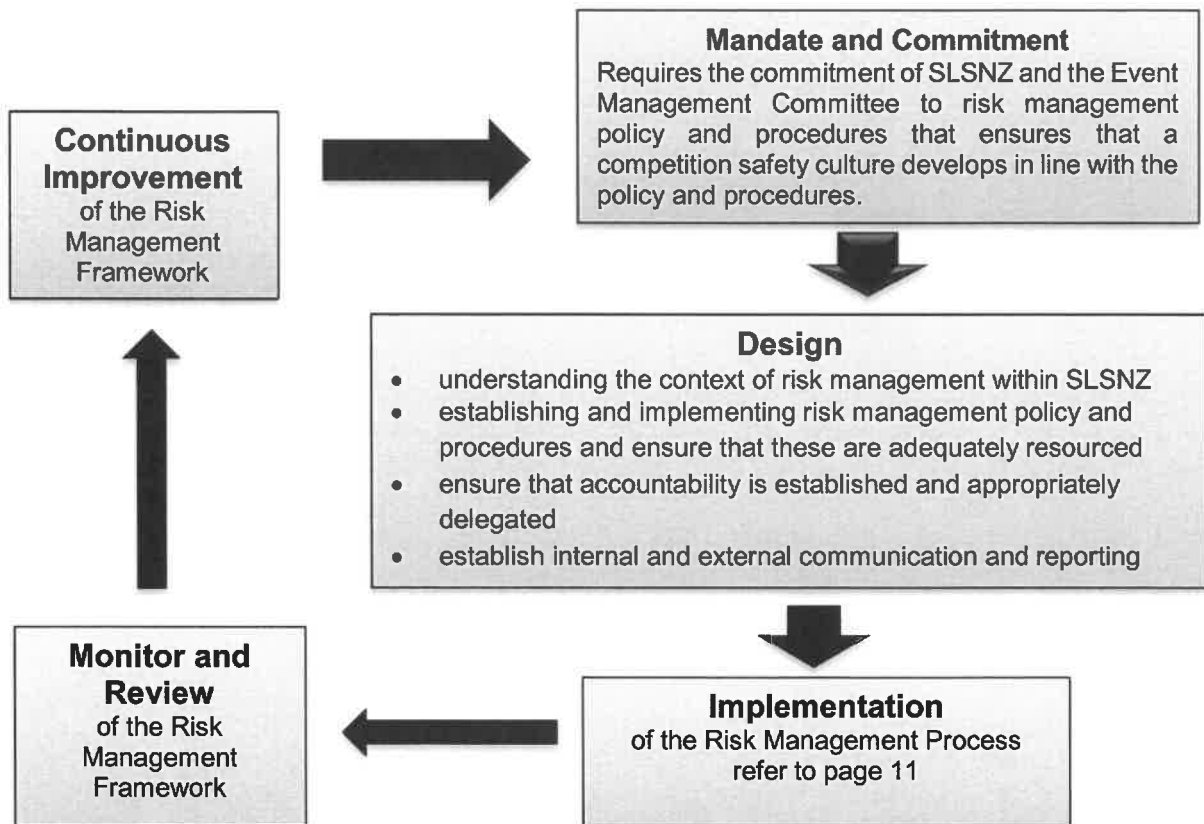 Mandate and Commitment
Requires the commitment of SLSNZ and the Event
Management Committee to risk management
policy and procedures that ensures that a
competition safety culture develops in line with the
policy and procedures.
Continuous
Improvement
of the Risk
Management
Framework
Design
• understanding the context of risk management within SLSNZ
• establishing and implementing risk management policy and
procedures and ensure that these are adequately resourced
• ensure that accountability is established and appropriately
delegated
• establish internal and external communication and reporting
Implementation
of the Risk Management Process
refer to page 11
Monitor and
Review
of the Risk
Management
Framework